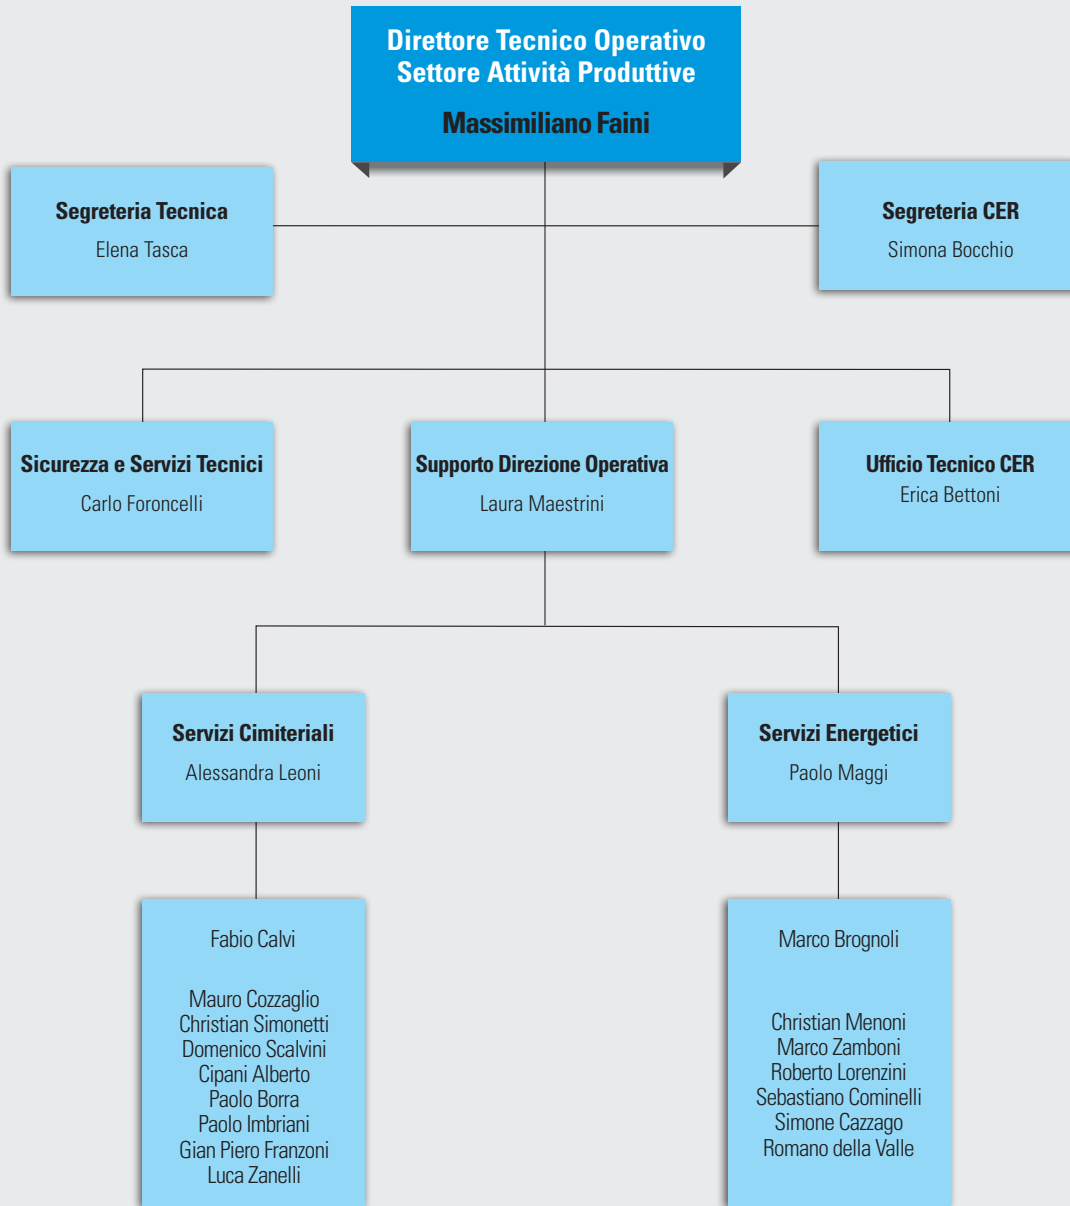 Direttore Tecnico Operativo
Settore Attività Produttive
Massimiliano Faini
Segreteria Tecnica
Elena Tasca
Segreteria CER
Simona Bocchio
Sicurezza e Servizi Tecnici
Carlo Foroncelli
Supporto Direzione Operativa
Laura Maestrini
Ufficio Tecnico CER
Erica Bettoni
Servizi Cimiteriali
Alessandra Leoni
Servizi Energetici
Paolo Maggi
Fabio Calvi
Mauro Cozzaglio
Christian Simonetti
Domenico Scalvini
Cipani Alberto
Paolo Borra
Paolo Imbriani
Gian Piero Franzoni
Luca Zanelli
Marco Brognoli
Christian Menoni
Marco Zamboni
Roberto Lorenzini
Sebastiano Cominelli
Simone Cazzago
Romano della Valle